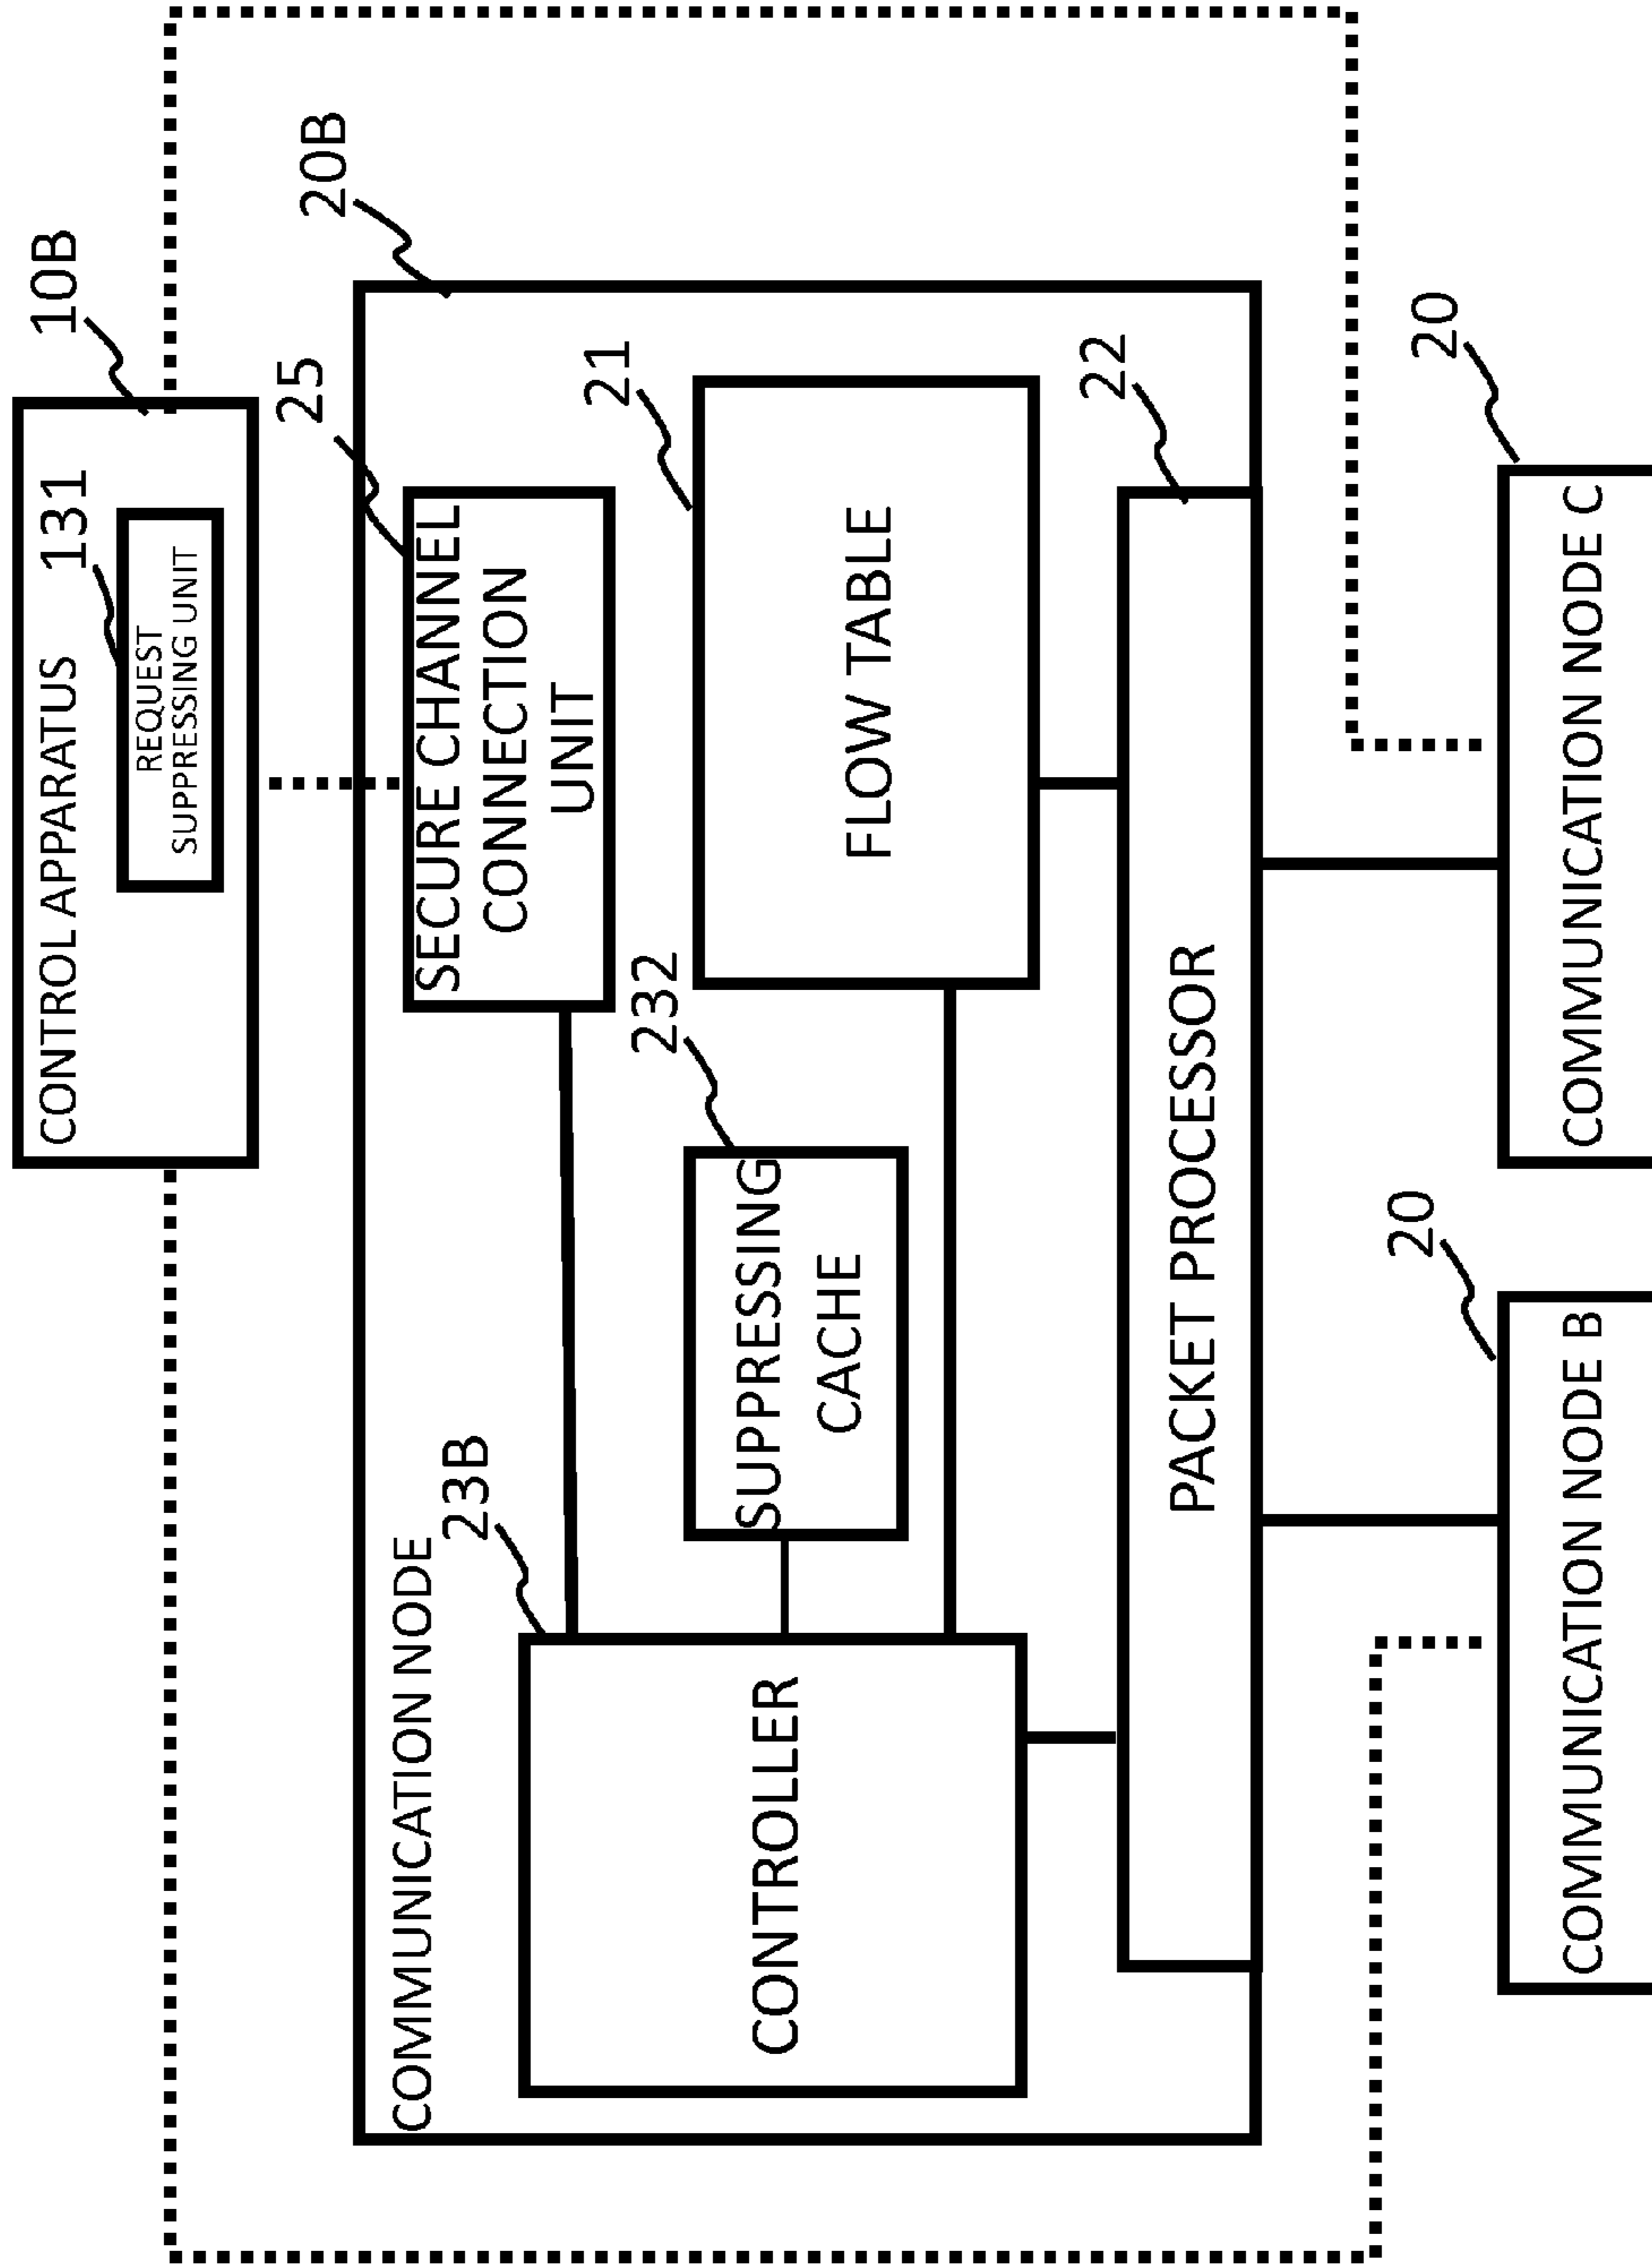 10B
CONTROL APPARATUS
131
REQUEST
SUPPRESSING UNIT
20B
COMMUNICATION NODE
25
SECURE CHANNEL
CONNECTION
UNIT
23B
CONTROLLER
232
SUPPRESSING
CACHE
21
FLOW TABLE
22
PACKET PROCESSOR
20
COMMUNICATION NODE B
20
COMMUNICATION NODE C